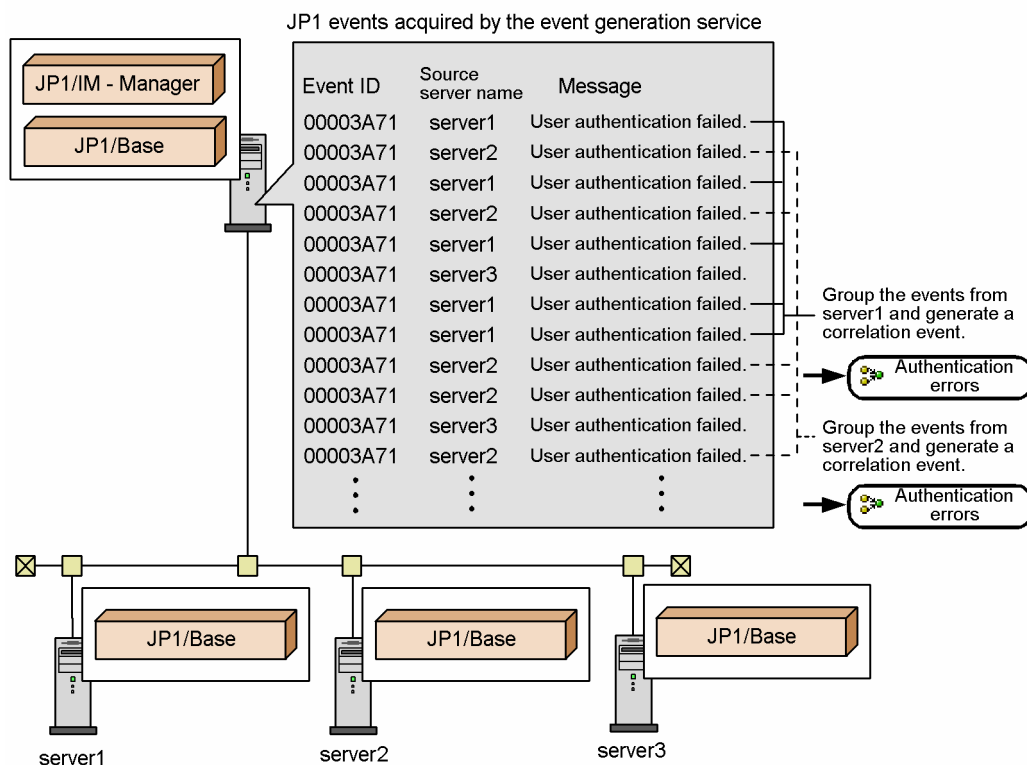 JP1 events acquired by the event generation service
JP1/IM - Manager
JP1/Base
Event ID Source server name Message
00003A71 server1 User authentication failed.
00003A71 server2 User authentication failed.
00003A71 server1 User authentication failed.
00003A71 server2 User authentication failed.
00003A71 server1 User authentication failed.
00003A71 server3 User authentication failed.
00003A71 server1 User authentication failed.
00003A71 server1 User authentication failed.
00003A71 server2 User authentication failed.
00003A71 server2 User authentication failed.
00003A71 server3 User authentication failed.
00003A71 server2 User authentication failed.
Group the events from
server1 and generate a
correlation event.
Authentication
errors
Group the events from
server2 and generate a
correlation event.
Authentication
errors
JP1/Base
JP1/Base
JP1/Base
server1
server2
server3